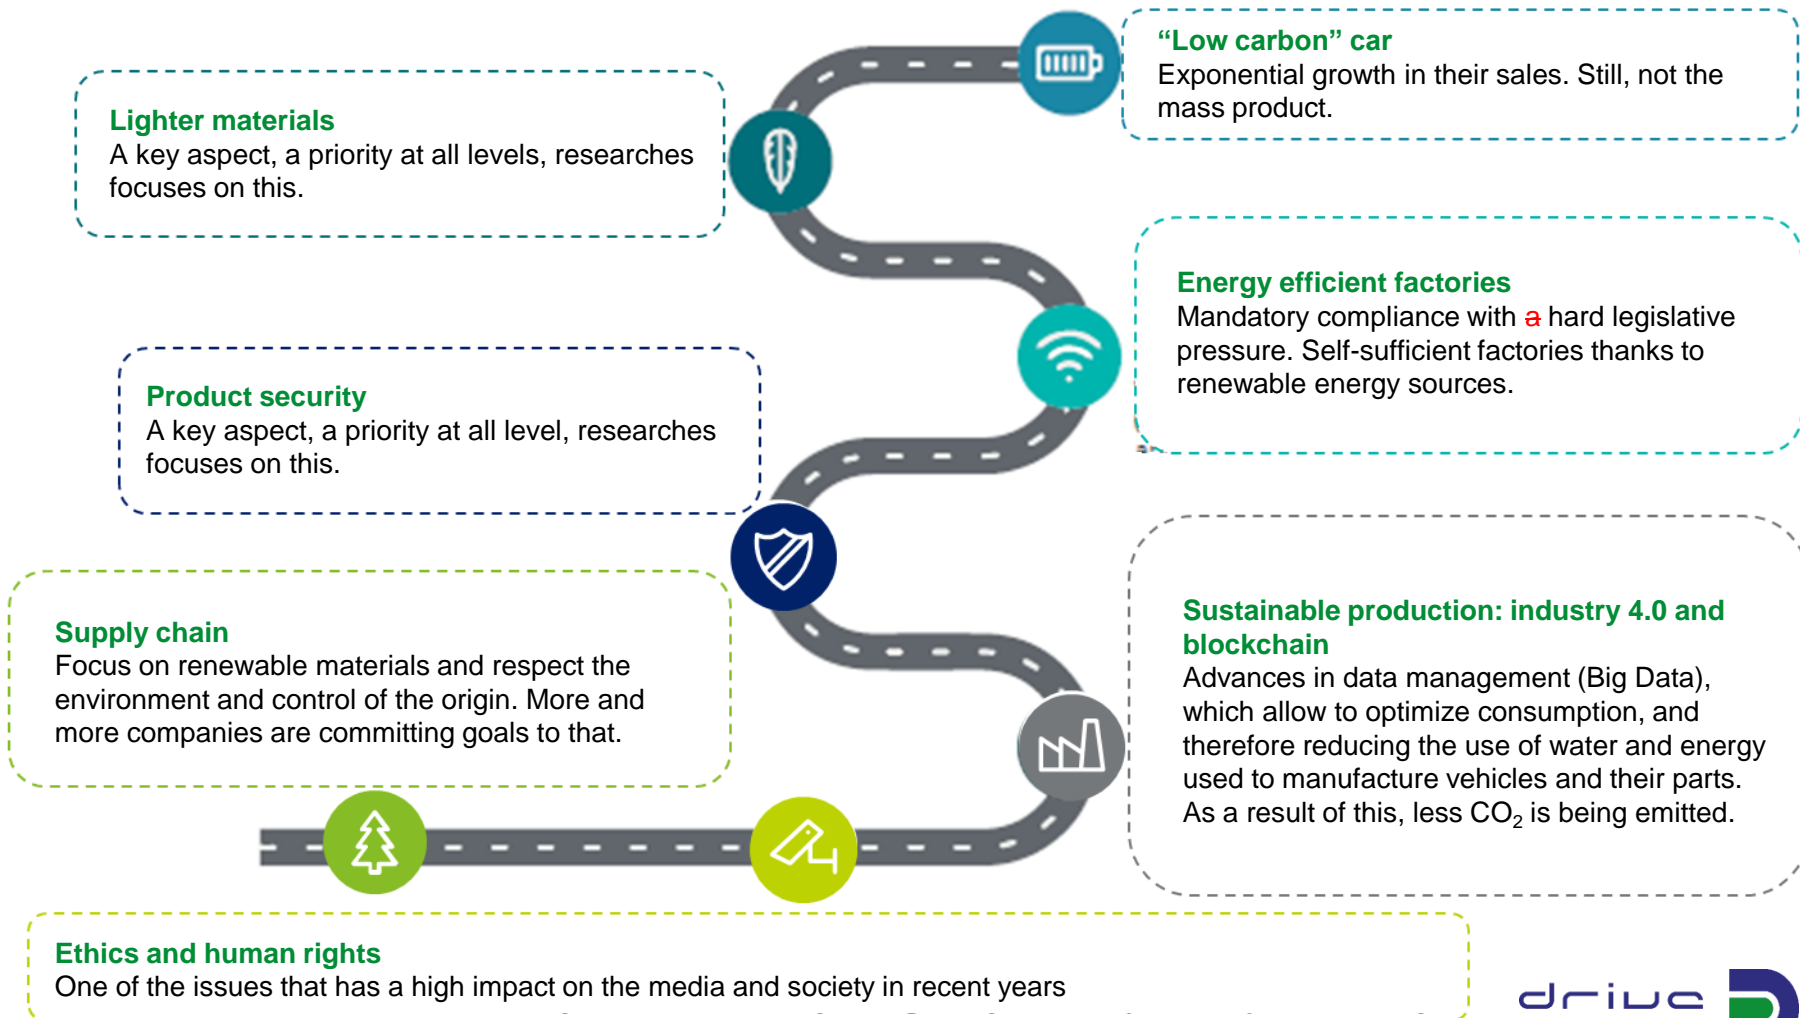 “Low carbon” car
Exponential growth in their sales. Still, not the
mass product.
Lighter materials
A key aspect, a priority at all levels, researches
focuses on this.
Energy efficient factories
Mandatory compliance with a hard legislative
pressure. Self-sufficient factories thanks to
renewable energy sources.
Product security
A key aspect, a priority at all level, researches
focuses on this.
Sustainable production: industry 4.0 and
blockchain
Advances in data management (Big Data),
which allow to optimize consumption, and
therefore reducing the use of water and energy
used to manufacture vehicles and their parts.
As a result of this, less CO₂ is being emitted.
Supply chain
Focus on renewable materials and respect the
environment and control of the origin. More and
more companies are committing goals to that.
Ethics and human rights
One of the issues that has a high impact on the media and society in recent years
drive